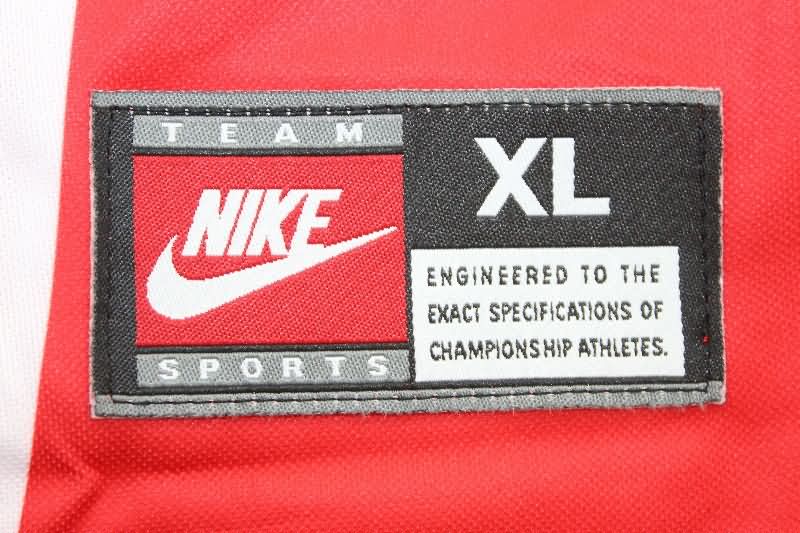 TEAM
NIKE
SPORTS
XL
ENGINEERED TO THE
EXACT SPECIFICATIONS OF
CHAMPIONSHIP ATHLETES.